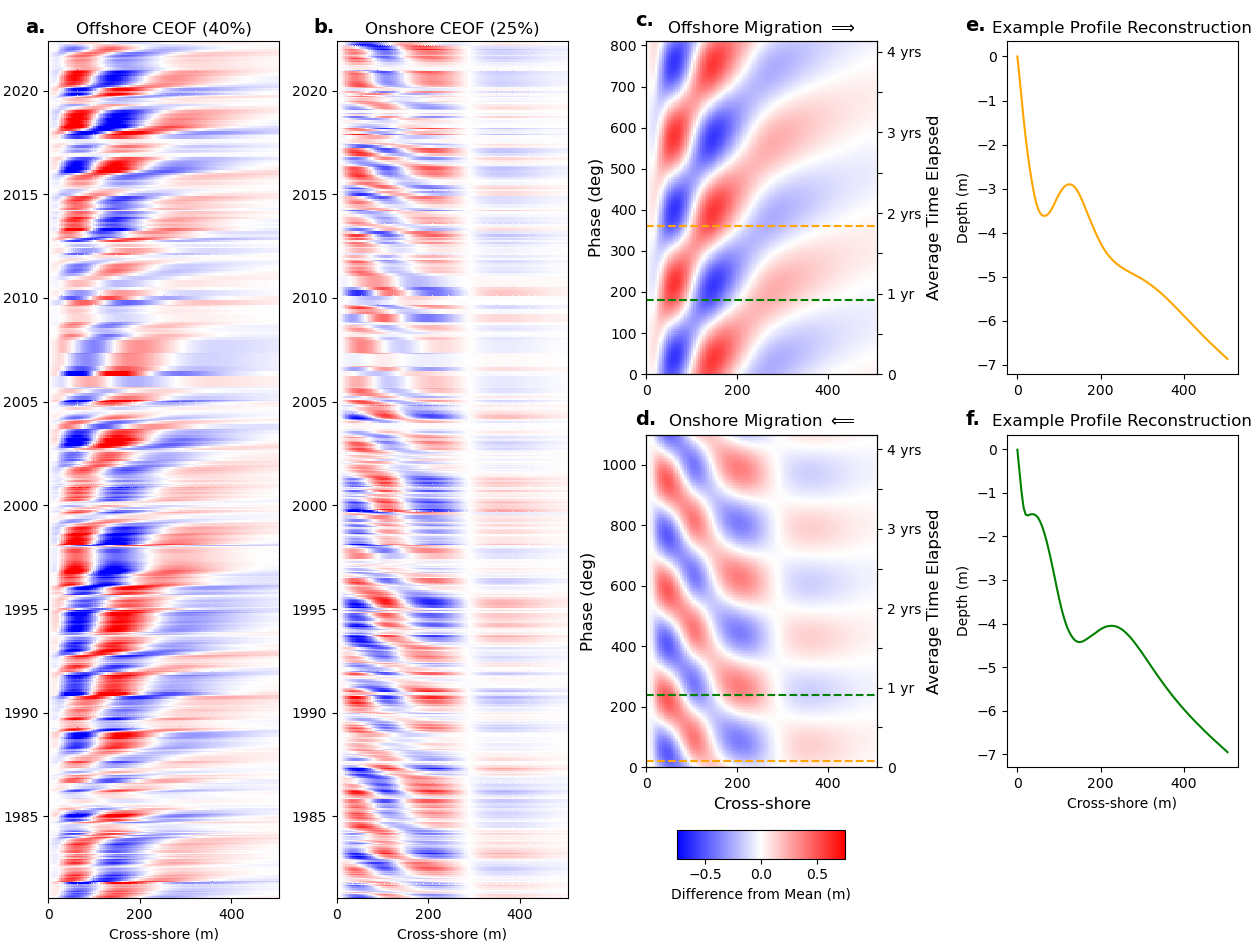 a. Offshore CEOF (40%)
2020
2015
2010
2005
2000
1995
1990
1985
0 200 400
Cross-shore (m)
b. Onshore CEOF (25%)
2020
2015
2010
2005
2000
1995
1990
1985
0 200 400
Cross-shore (m)
c. Offshore Migration ⟹
Phase (deg)
800
700
600
500
400
300
200
100
0
0 200 400
4 yrs
3 yrs
2 yrs
1 yr
0
Average Time Elapsed
d. Onshore Migration ⟸
Phase (deg)
1000
800
600
400
200
0
0 200 400
Cross-shore
4 yrs
3 yrs
2 yrs
1 yr
0
Average Time Elapsed
−0.5 0.0 0.5
Difference from Mean (m)
e. Example Profile Reconstruction
Depth (m)
0
−1
−2
−3
−4
−5
−6
−7
0 200 400
f. Example Profile Reconstruction
Depth (m)
0
−1
−2
−3
−4
−5
−6
−7
0 200 400
Cross-shore (m)